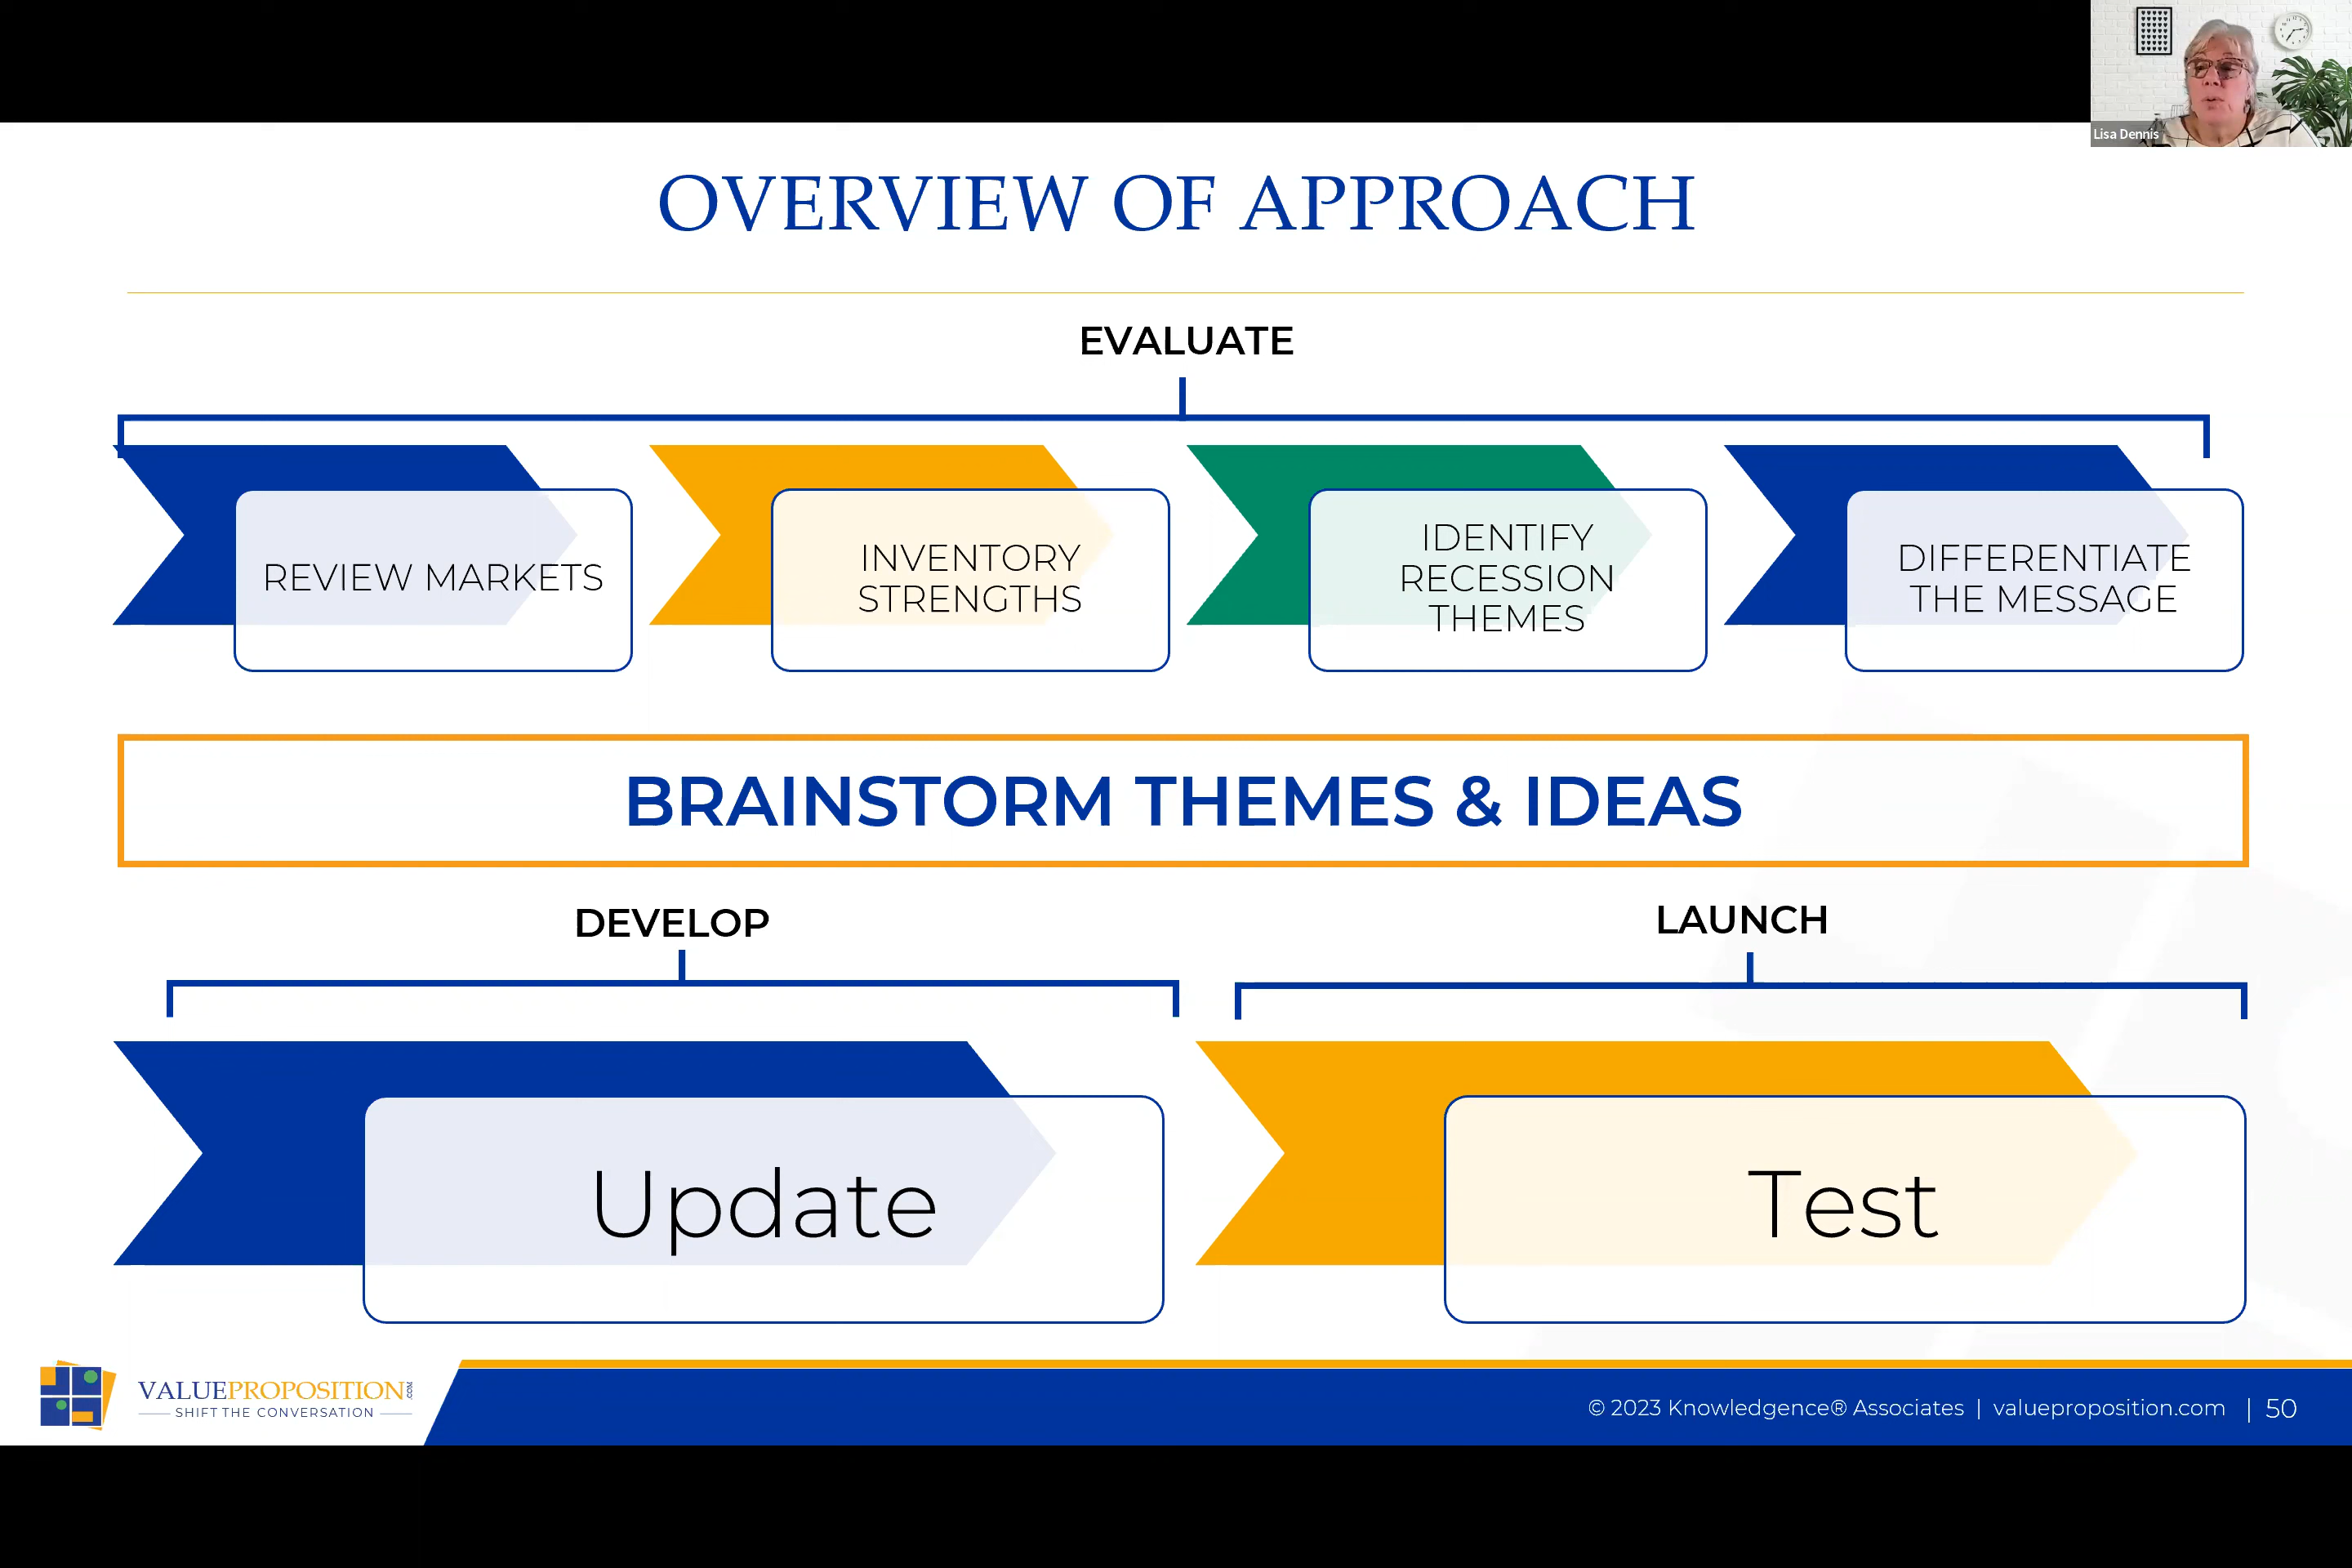 Lisa Dennis
OVERVIEW OF APPROACH
EVALUATE
REVIEW MARKETS
INVENTORY
STRENGTHS
IDENTIFY
RECESSION
THEMES
DIFFERENTIATE
THE MESSAGE
BRAINSTORM THEMES & IDEAS
DEVELOP
LAUNCH
Update
Test
VALUEPROPOSITION.COM
SHIFT THE CONVERSATION
© 2023 Knowledgence® Associates | valueproposition.com | 50